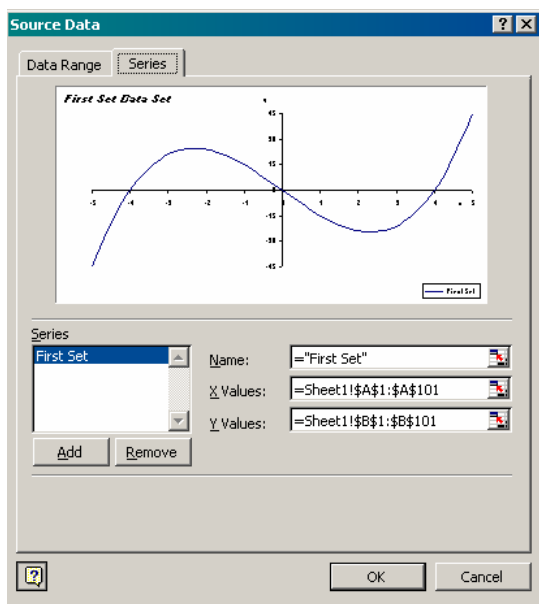 Source Data
Data Range Series
First Set Data Set
45
15
-5 -4 -3 -2 -1 0 1 2 3 4 x 5
-15
-30
-45
First Set
Series
First Set
Name: ="First Set"
X Values: =Sheet1!$A$1:$A$101
Y Values: =Sheet1!$B$1:$B$101
Add Remove
OK Cancel